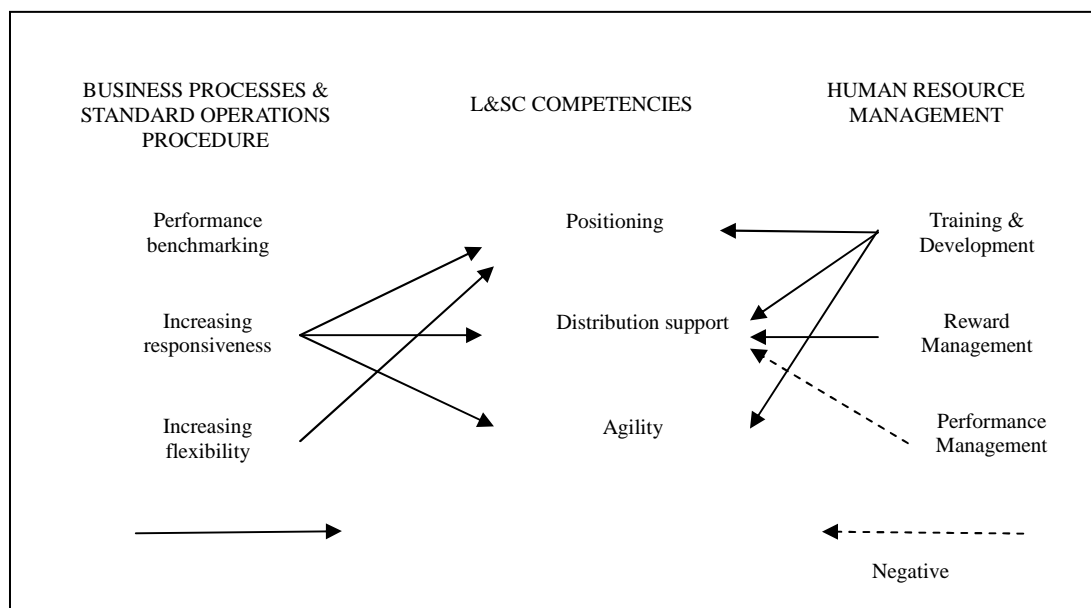 BUSINESS PROCESSES &
STANDARD OPERATIONS
PROCEDURE
L&SC COMPETENCIES
HUMAN RESOURCE
MANAGEMENT
Performance
benchmarking
Positioning
Training &
Development
Increasing
responsiveness
Distribution support
Reward
Management
Increasing
flexibility
Agility
Performance
Management
Negative